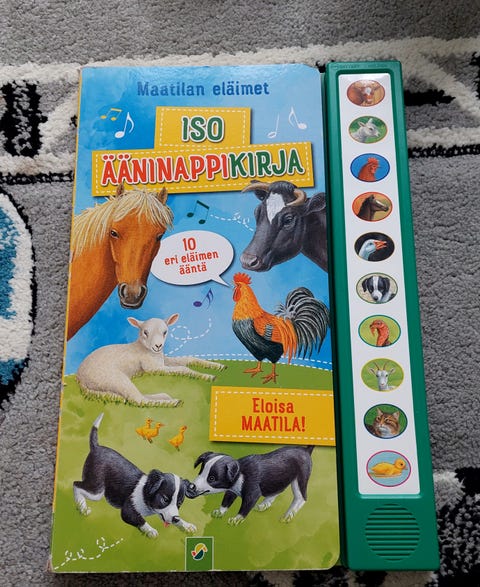 Maatilan eläimet
ISO
ÄÄNINAPPIKIRJA
10
eri eläimen
ääntä
Eloisa
MAATILA!